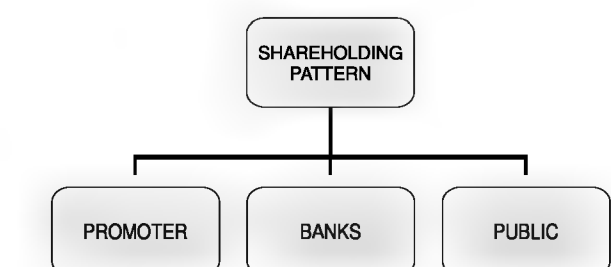 SHAREHOLDING
PATTERN
PROMOTER
BANKS
PUBLIC